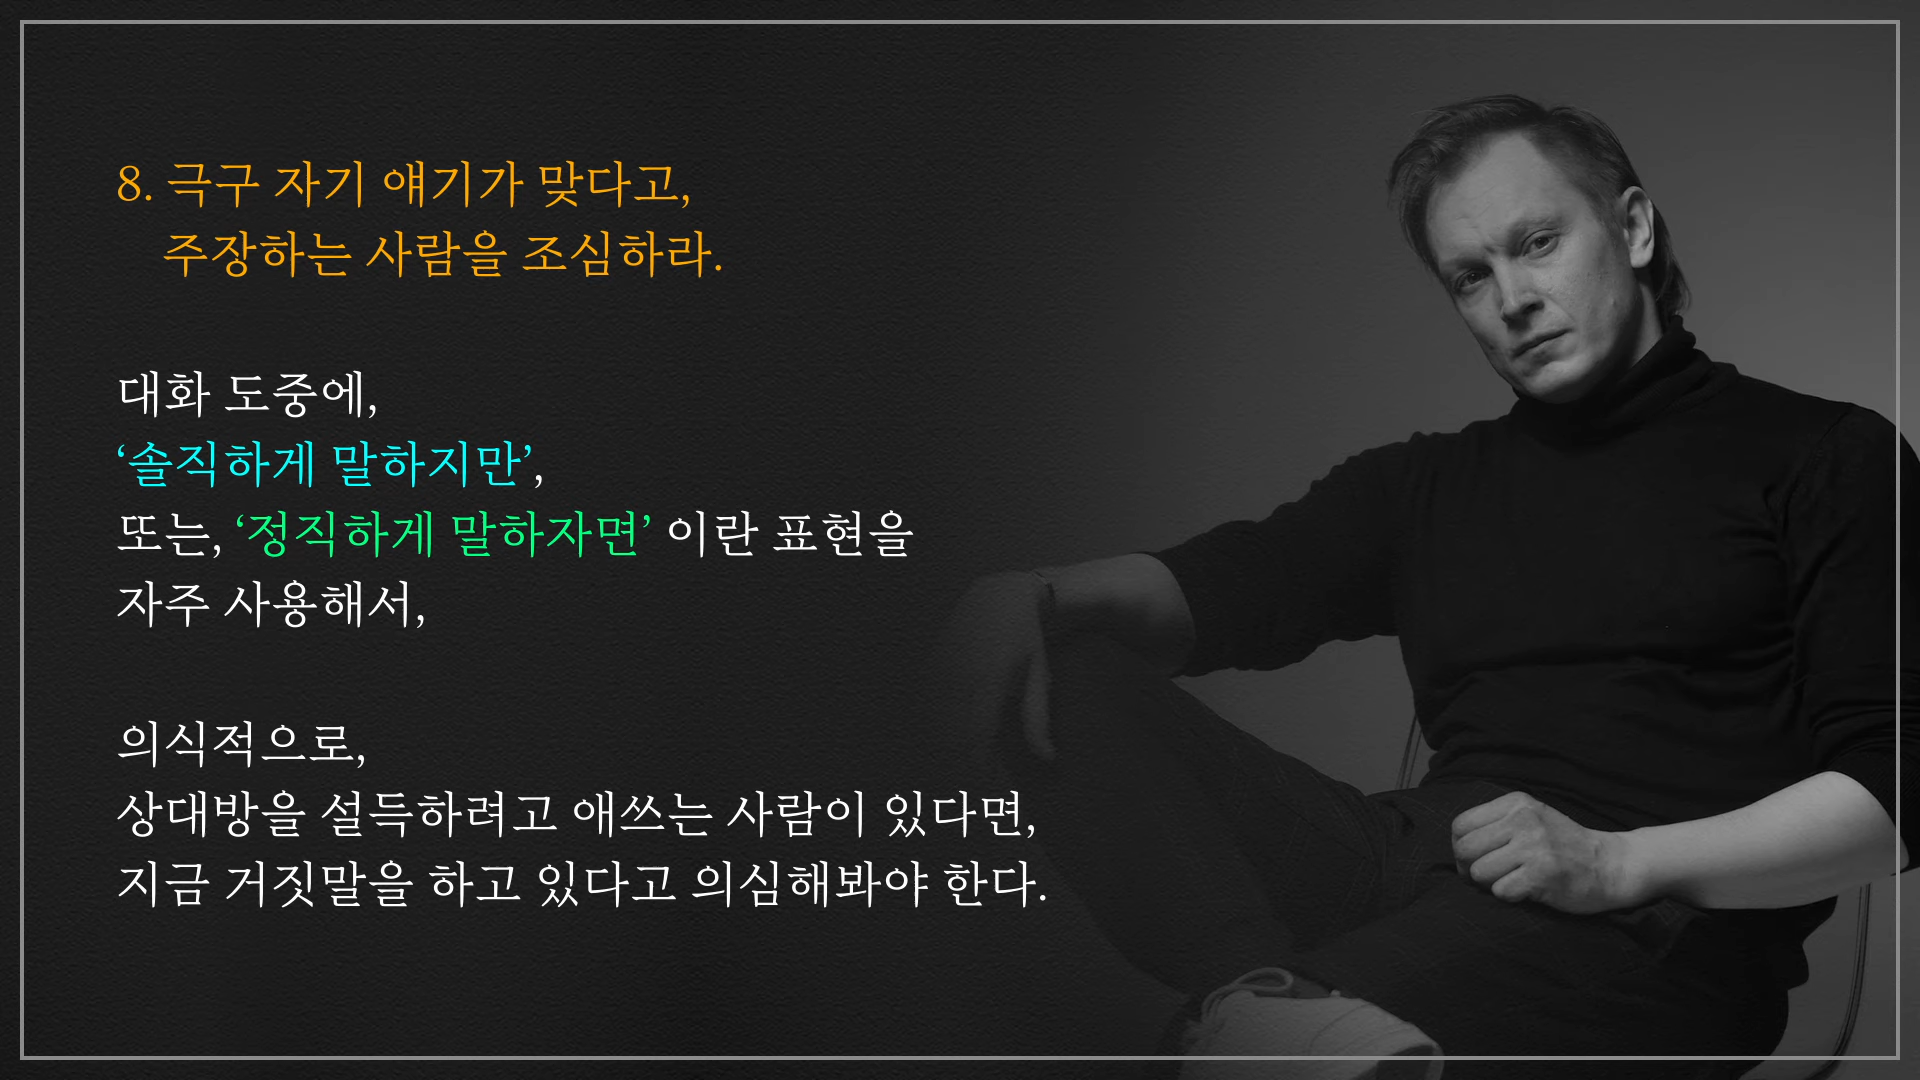 8. 극구 자기 얘기가 맞다고,
주장하는 사람을 조심하라.
대화 도중에,
‘솔직하게 말하지만’,
또는, ‘정직하게 말하자면’ 이란 표현을
자주 사용해서,
의식적으로,
상대방을 설득하려고 애쓰는 사람이 있다면,
지금 거짓말을 하고 있다고 의심해봐야 한다.